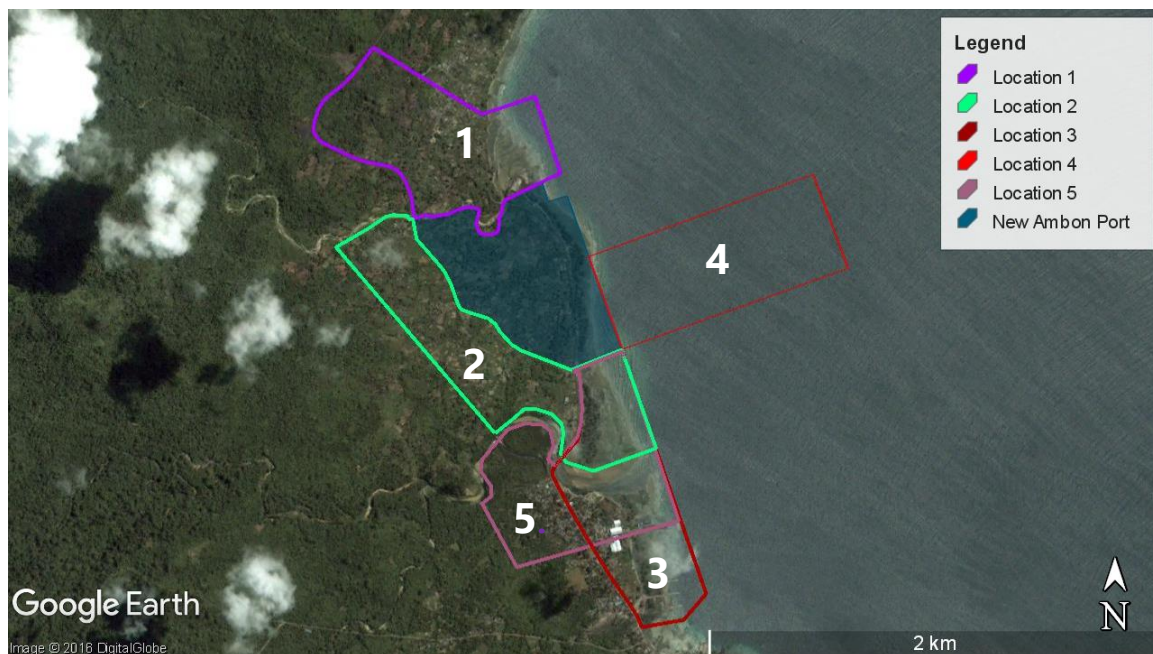 Legend
Location 1
Location 2
Location 3
Location 4
Location 5
New Ambon Port
1
4
2
5
3
N
Google Earth
Image © 2016 DigitalGlobe
2 km